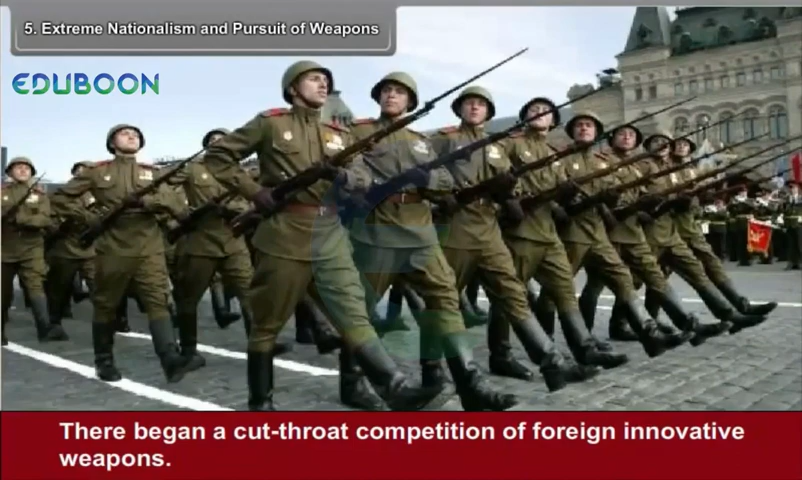 5. Extreme Nationalism and Pursuit of Weapons
EDUBOON
There began a cut-throat competition of foreign innovative
weapons.